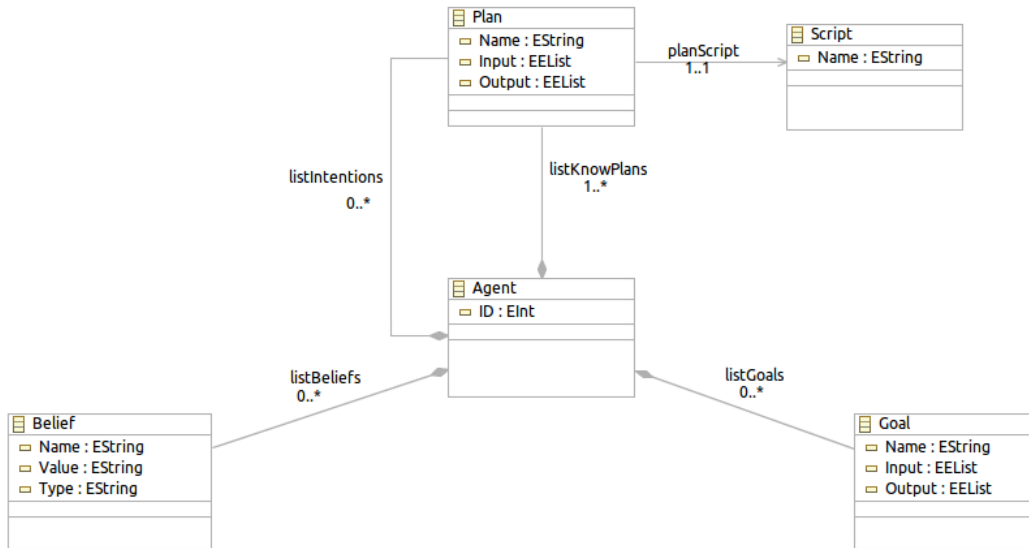 Plan
Name : EString
Input : EEList
Output : EEList
planScript
1..1
Script
Name : EString
listIntentions
0..*
listKnowPlans
1..*
Agent
ID : EInt
listBeliefs
0..*
listGoals
0..*
Belief
Name : EString
Value : EString
Type : EString
Goal
Name : EString
Input : EEList
Output : EEList